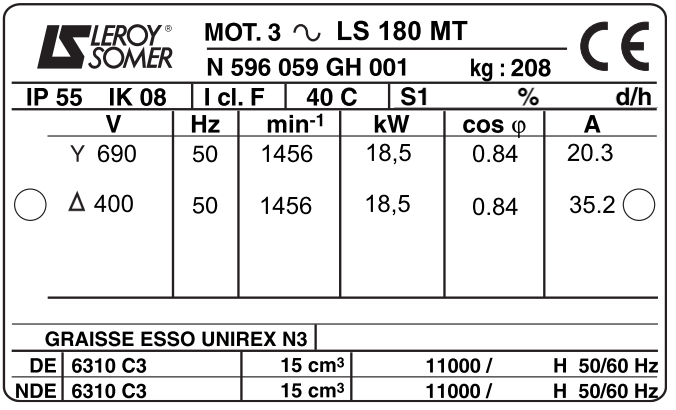 LEROY® SOMER
MOT. 3 ~ LS 180 MT
CE
N 596 059 GH 001 kg : 208
IP 55 IK 08 I cl. F 40 C S1 % d/h
V Hz min-1 kW cos φ A
Y 690 50 1456 18,5 0.84 20.3
Δ 400 50 1456 18,5 0.84 35.2
GRAISSE ESSO UNIREX N3
DE 6310 C3 15 cm³ 11000 / H 50/60 Hz
NDE 6310 C3 15 cm³ 11000 / H 50/60 Hz